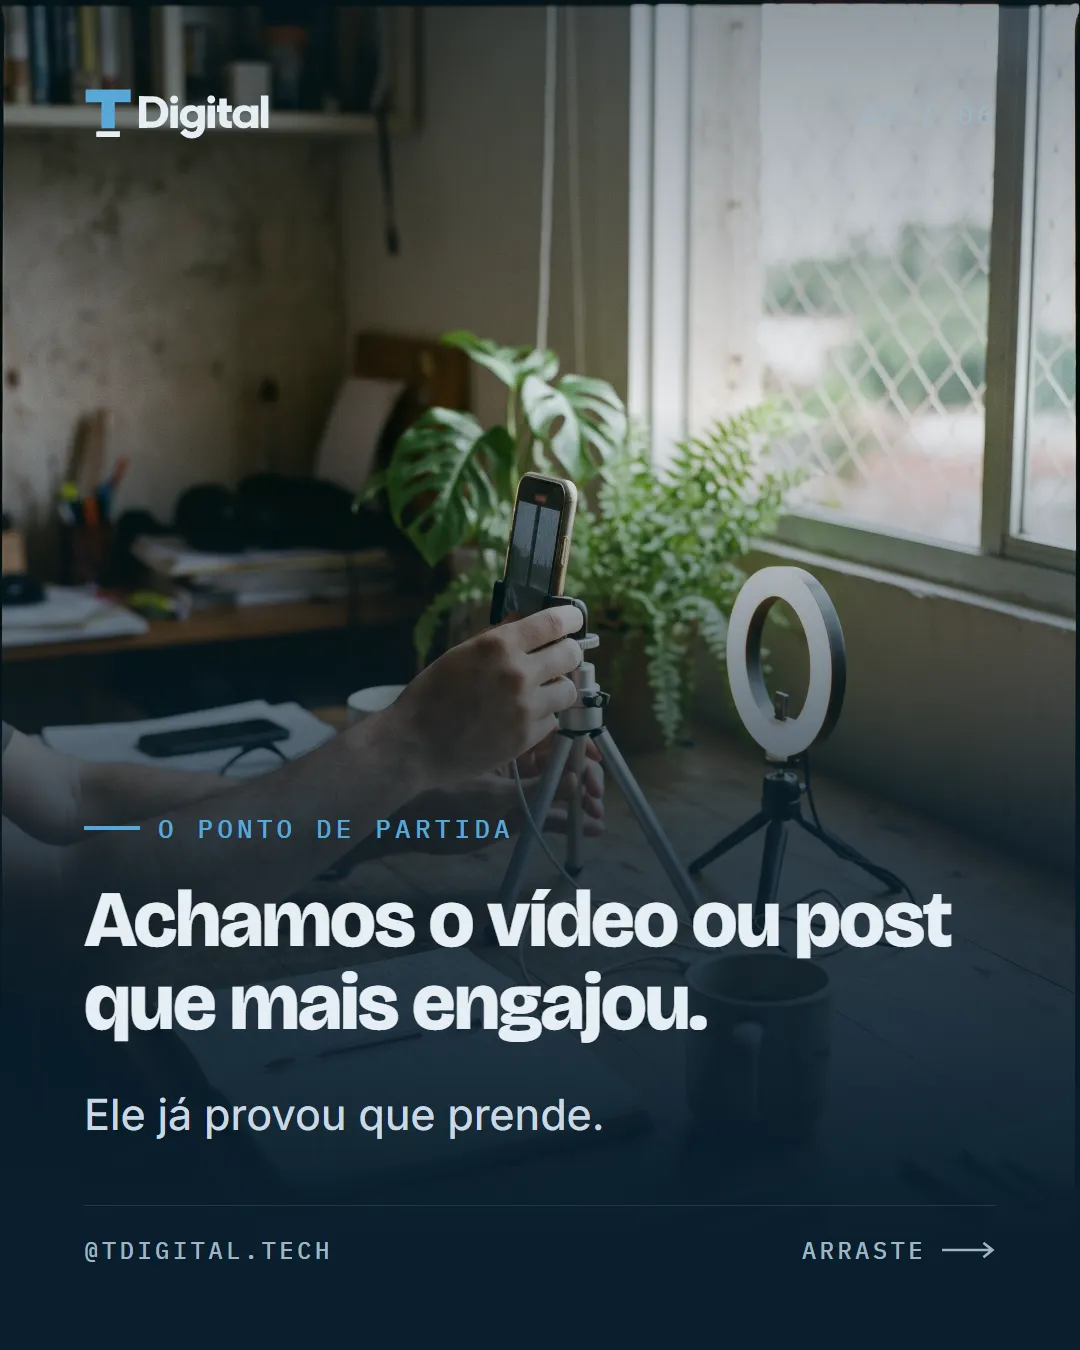 T Digital
O PONTO DE PARTIDA
Achamos o vídeo ou post
que mais engajou.
Ele já provou que prende.
@TDIGITAL.TECH
ARRASTE